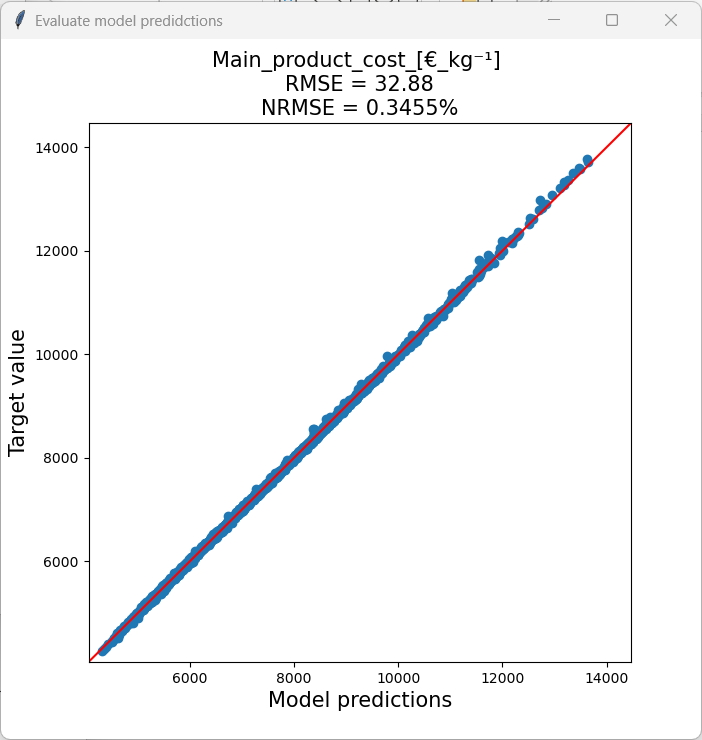 Evaluate model predidctions
Main_product_cost_[€_kg⁻¹]
RMSE = 32.88
NRMSE = 0.3455%
Target value
14000
12000
10000
8000
6000
6000 8000 10000 12000 14000
Model predictions